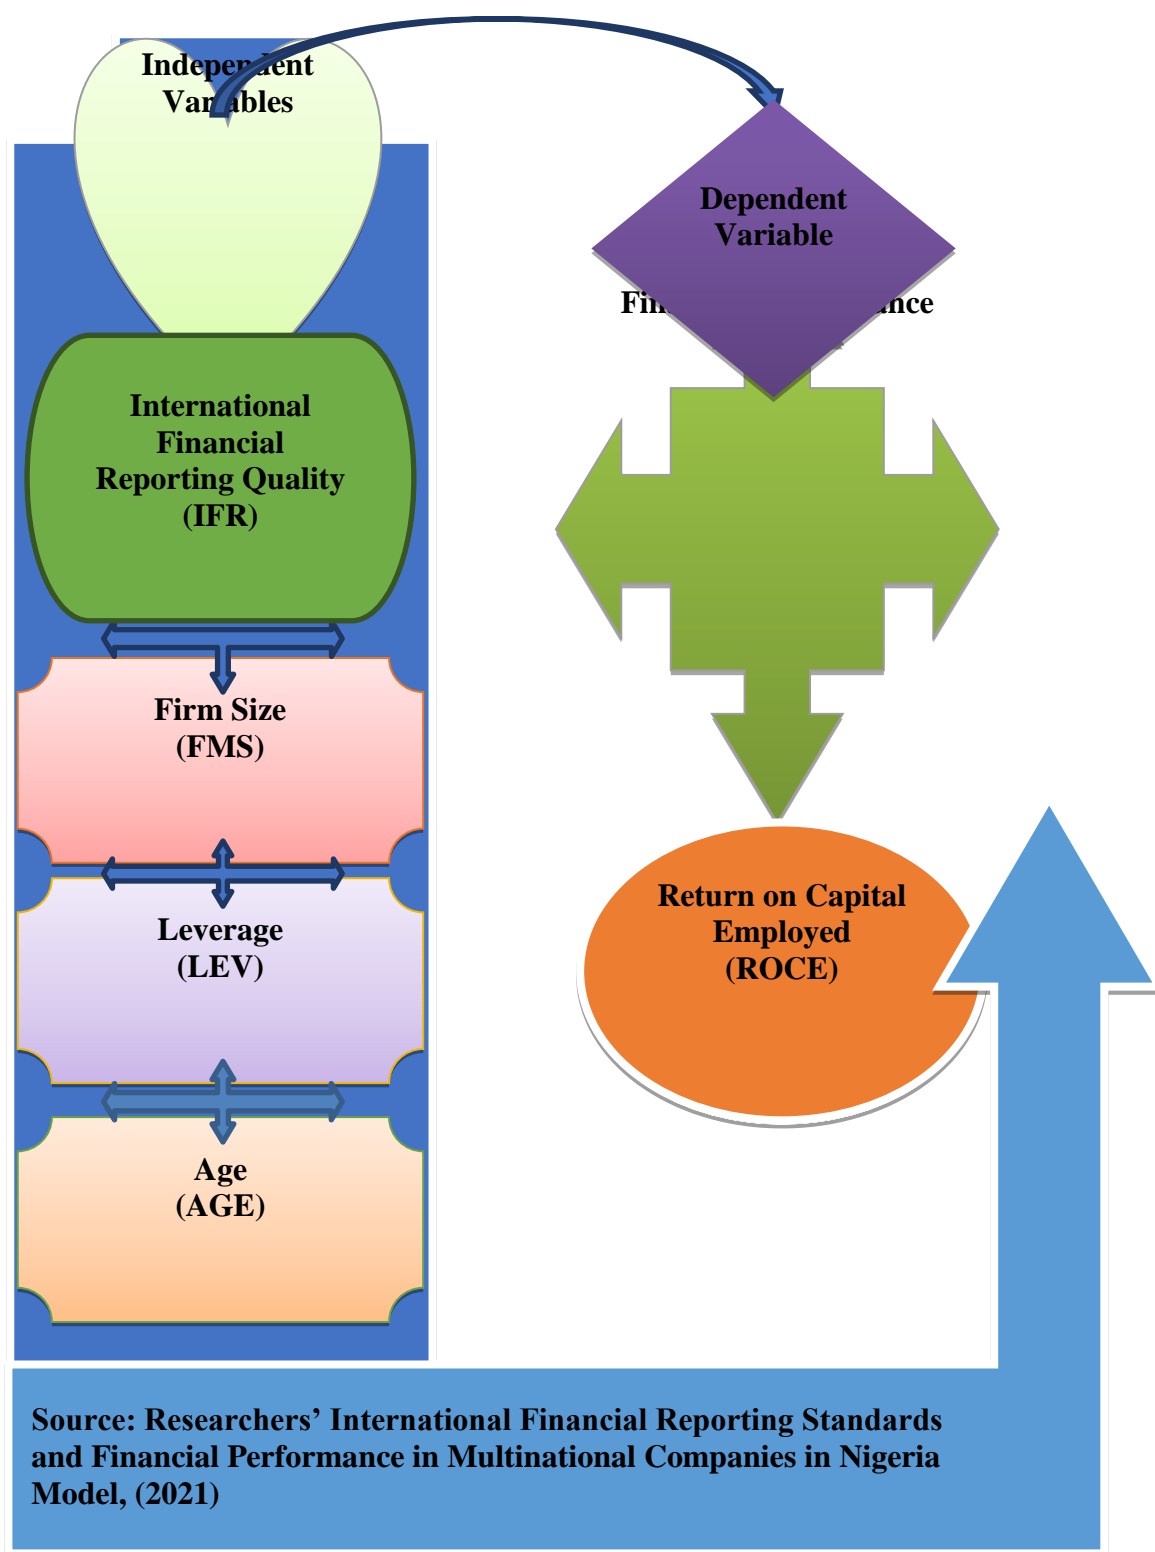 Independent
Variables
Dependent
Variable
International
Financial
Reporting Quality
(IFR)
Firm Size
(FMS)
Leverage
(LEV)
Return on Capital
Employed
(ROCE)
Age
(AGE)
Source: Researchers’ International Financial Reporting Standards
and Financial Performance in Multinational Companies in Nigeria
Model, (2021)